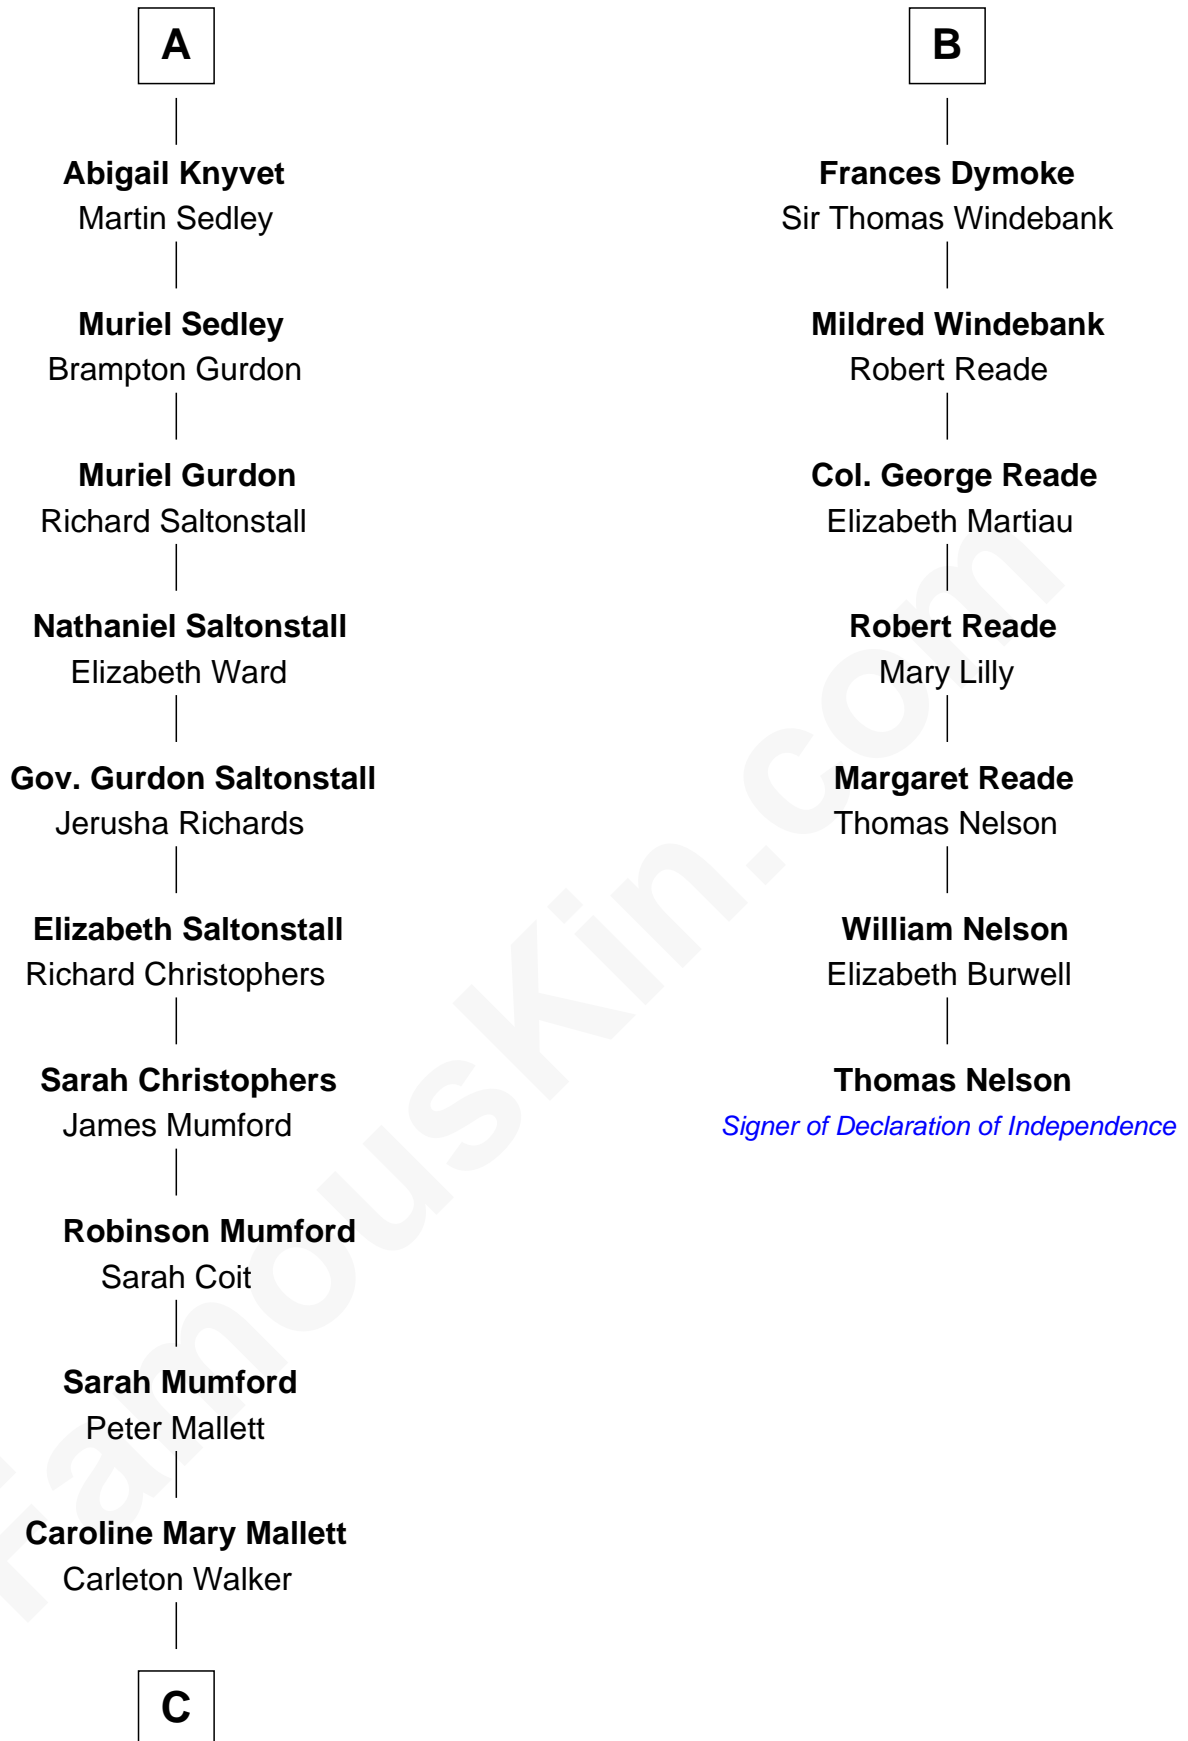 A
Abigail Knyvet
Martin Sedley
Muriel Sedley
Brampton Gurdon
Muriel Gurdon
Richard Saltonstall
Nathaniel Saltonstall
Elizabeth Ward
Gov. Gurdon Saltonstall
Jerusha Richards
Elizabeth Saltonstall
Richard Christophers
Sarah Christophers
James Mumford
Robinson Mumford
Sarah Coit
Sarah Mumford
Peter Mallett
Caroline Mary Mallett
Carleton Walker
C
B
Frances Dymoke
Sir Thomas Windebank
Mildred Windebank
Robert Reade
Col. George Reade
Elizabeth Martiau
Robert Reade
Mary Lilly
Margaret Reade
Thomas Nelson
William Nelson
Elizabeth Burwell
Thomas Nelson
Signer of Declaration of Independence
FamousKin.com